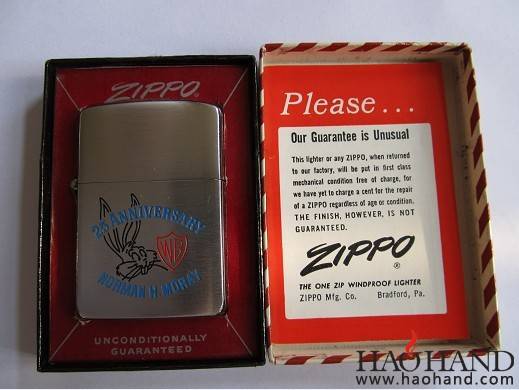 ZIPPO®
25 ANNIVERSARY
WB
NORMAN H. MORAY
UNCONDITIONALLY
GUARANTEED
Please...
Our Guarantee is Unusual
This lighter or any ZIPPO, when returned
to our factory, will be put in first class
mechanical condition free of charge, for
we have yet to charge a cent for the repair
of a ZIPPO regardless of age or condition.
THE FINISH, HOWEVER, IS NOT
GUARANTEED.
ZIPPO®
THE ONE ZIP WINDPROOF LIGHTER
ZIPPO Mfg. Co. Bradford, Pa.
HAOHAND
www.haohand.com